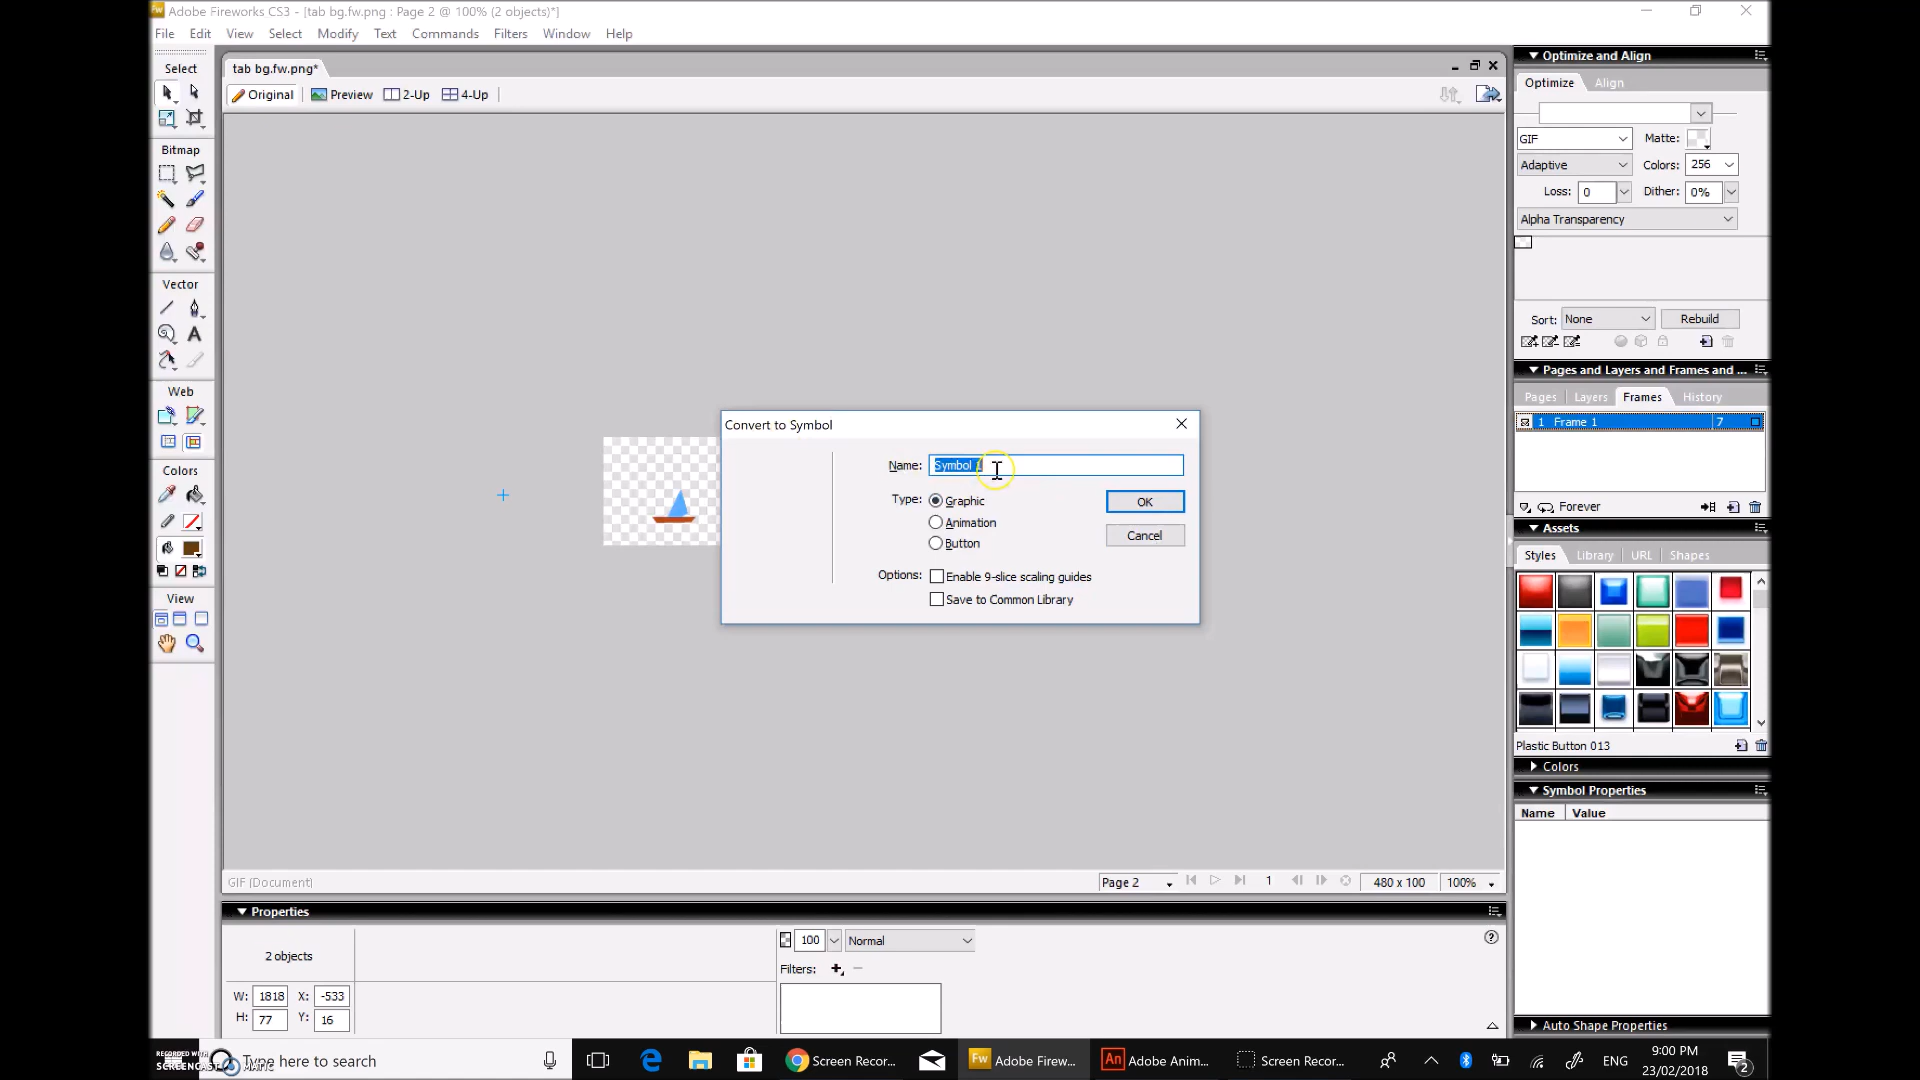 Adobe Fireworks CS3 - [tab bg.fw.png : Page 2 @ 100% (2 objects)*]
File Edit View Select Modify Text Commands Filters Window Help
Select
tab bg.fw.png*
Original Preview 2-Up 4-Up
Bitmap
Vector
Web
Colors
View
Convert to Symbol
Name: Symbol 1
Type: Graphic
Animation
Button
OK
Cancel
Options: Enable 9-slice scaling guides
Save to Common Library
GIF (Document)
Page 2 1 480 x 100 100%
Properties
2 objects
W: 1818 X: -533
H: 77 Y: 16
100 Normal
Filters:
Optimize and Align
Optimize Align
GIF Matte:
Adaptive Colors: 256
Loss: 0 Dither: 0%
Alpha Transparency
Sort: None Rebuild
Pages and Layers and Frames and ...
Pages Layers Frames History
1 Frame 1 7
Forever
Assets
Styles Library URL Shapes
Plastic Button 013
Colors
Symbol Properties
Name Value
Auto Shape Properties
RECORDED WITH
SCREENCAST MATIC
Type here to search
Screen Recor...
Fw Adobe Firew...
An Adobe Anim...
Screen Recor...
ENG
9:00 PM
23/02/2018
2